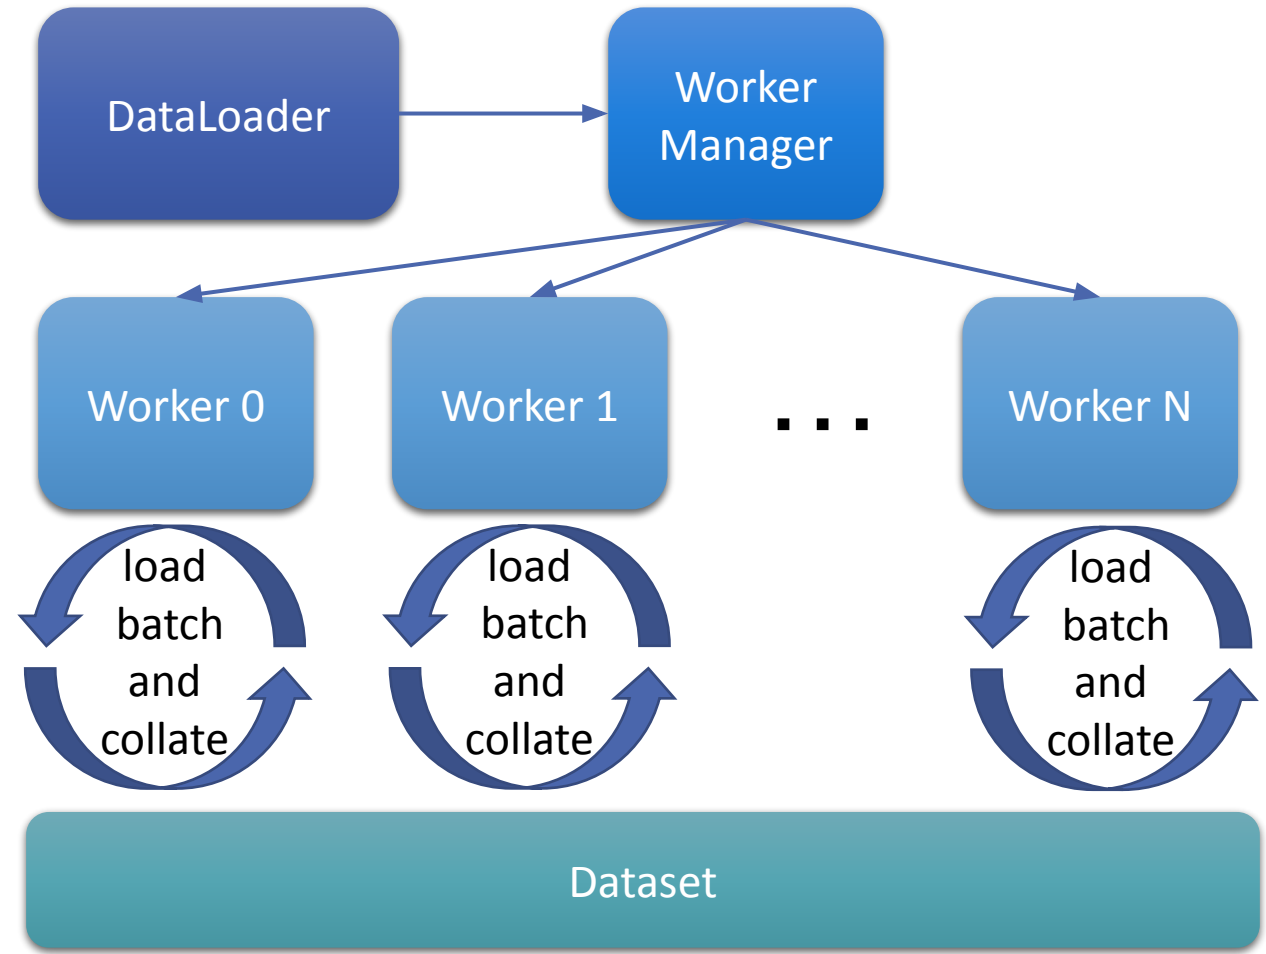 DataLoader
Worker
Manager
Worker 0
Worker 1
. . .
Worker N
load
batch
and
collate
load
batch
and
collate
load
batch
and
collate
Dataset